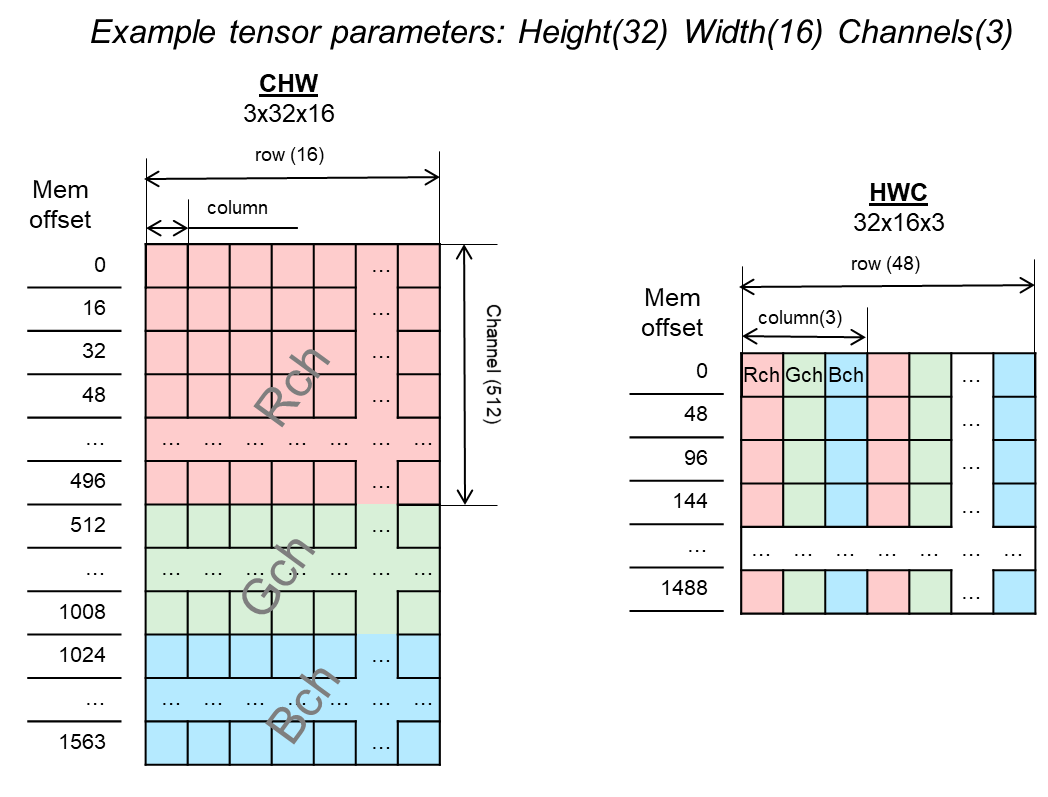 Example tensor parameters: Height(32) Width(16) Channels(3)
CHW
3x32x16
row (16)
Mem
offset
column
0
…
16
…
32
…
48
…
… … … … … … … …
496
…
Channel (512)
Rch
512
…
… … … … … … … …
1008
Gch
1024
…
… … … … … … … …
1563
…
Bch
HWC
32x16x3
row (48)
Mem
offset
column(3)
0 Rch Gch Bch …
48 …
96 …
144 …
… … … … … … … …
1488 …